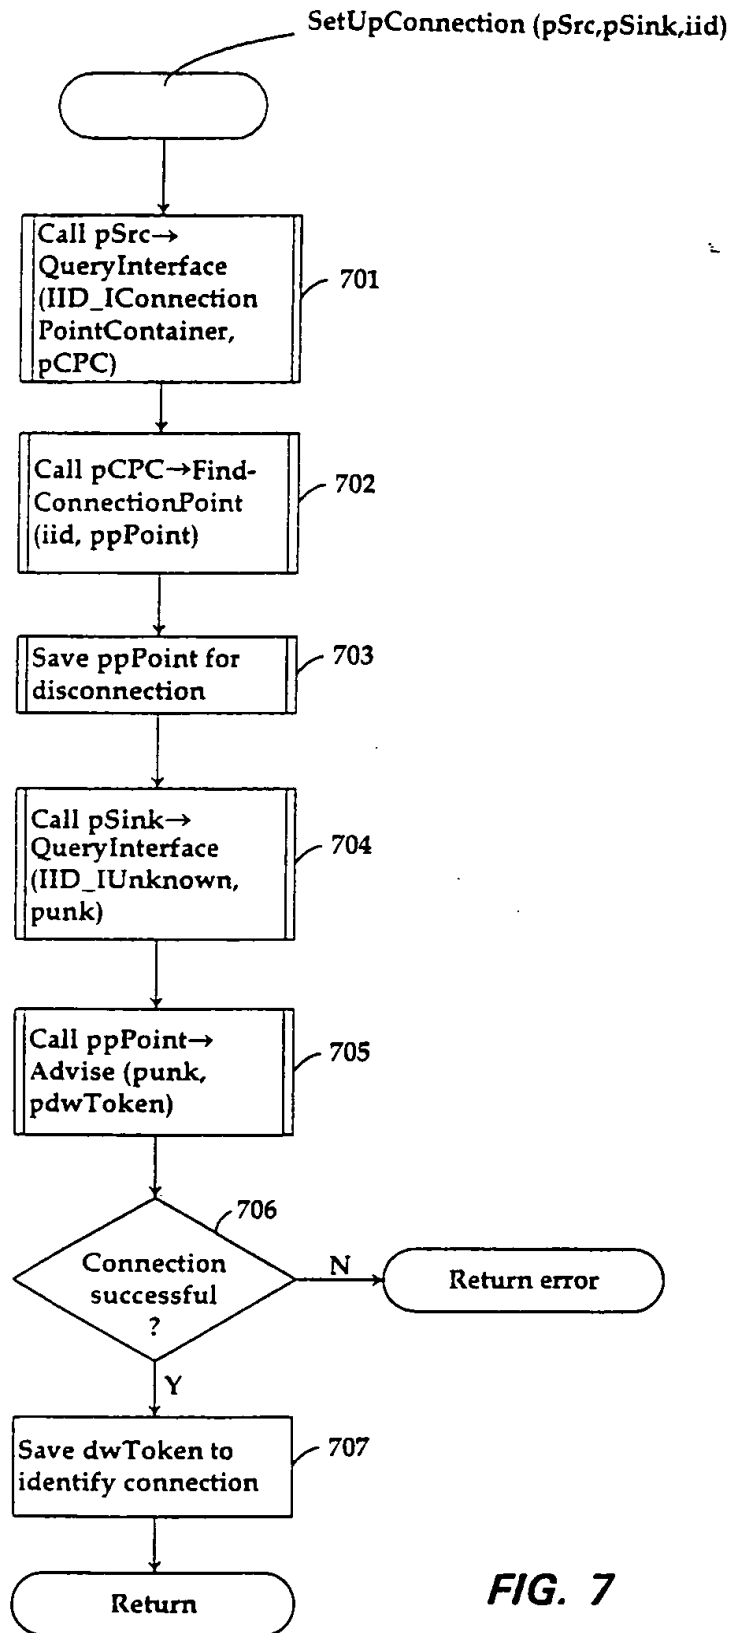 SetUpConnection (pSrc,pSink,iid)
Call pSrc→
QueryInterface
(IID_IConnection
PointContainer,
pCPC)
701
Call pCPC→Find-
ConnectionPoint
(iid, ppPoint)
702
Save ppPoint for
disconnection
703
Call pSink→
QueryInterface
(IID_IUnknown,
punk)
704
Call ppPoint→
Advise (punk,
pdwToken)
705
706
Connection
successful
?
N
Return error
Y
Save dwToken to
identify connection
707
Return
FIG. 7